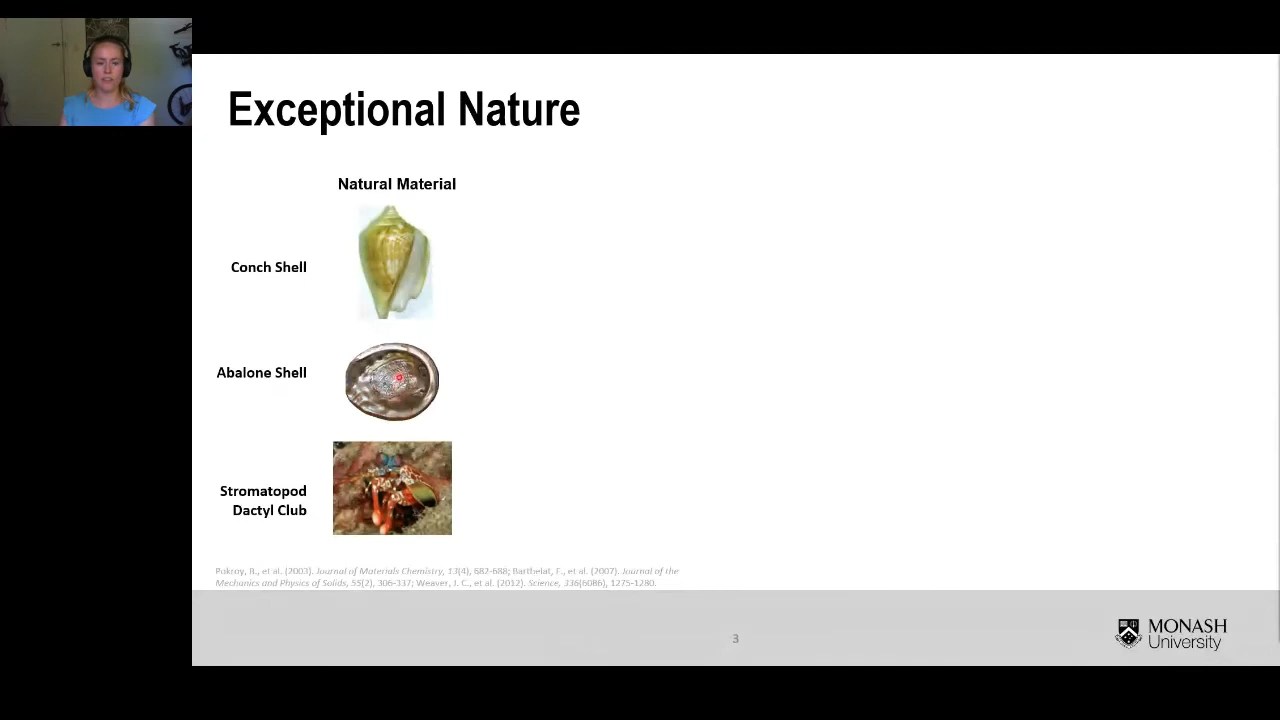 Exceptional Nature
Natural Material
Conch Shell
Abalone Shell
Stromatopod
Dactyl Club
Pokroy, B., et al. (2003). Journal of Materials Chemistry, 13(4), 682-688; Barthelat, F., et al. (2007). Journal of the
Mechanics and Physics of Solids, 55(2), 306-337; Weaver, J. C., et al. (2012). Science, 336(6086), 1275-1280.
3
MONASH
University